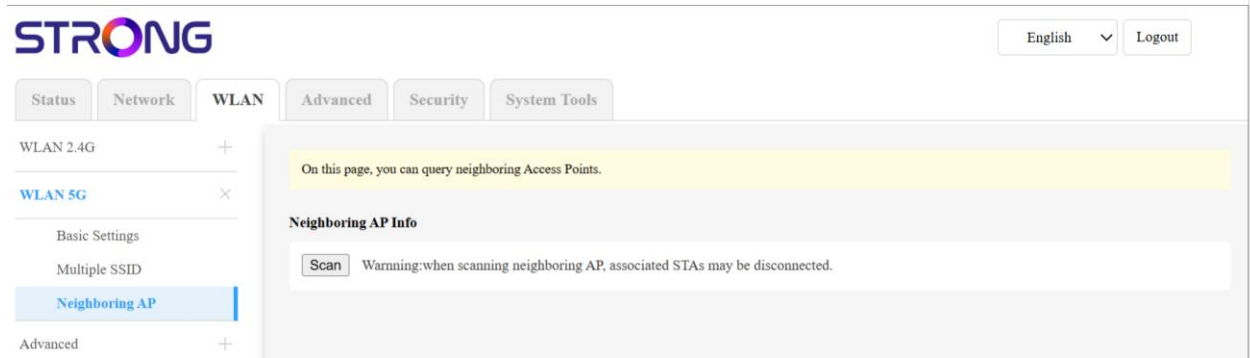 STRONG
English
Logout
Status
Network
WLAN
Advanced
Security
System Tools
WLAN 2.4G
WLAN 5G
Basic Settings
Multiple SSID
Neighboring AP
Advanced
On this page, you can query neighboring Access Points.
Neighboring AP Info
Scan
Warnning:when scanning neighboring AP, associated STAs may be disconnected.